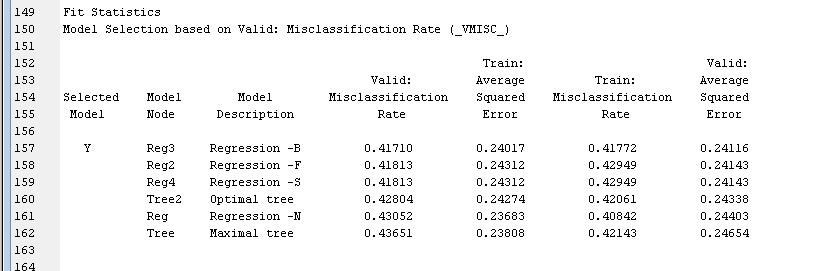 149 Fit Statistics
150 Model Selection based on Valid: Misclassification Rate (_VMISC_)
151
152 Train: Valid:
153 Valid: Average Train: Average
154 Selected Model Model Misclassification Squared Misclassification Squared
155 Model Node Description Rate Error Rate Error
156
157 Y Reg3 Regression -B 0.41710 0.24017 0.41772 0.24116
158 Reg2 Regression -F 0.41813 0.24312 0.42949 0.24143
159 Reg4 Regression -S 0.41813 0.24312 0.42949 0.24143
160 Tree2 Optimal tree 0.42804 0.24274 0.42061 0.24338
161 Reg Regression -N 0.43052 0.23683 0.40842 0.24403
162 Tree Maximal tree 0.43651 0.23808 0.42143 0.24654
163
164